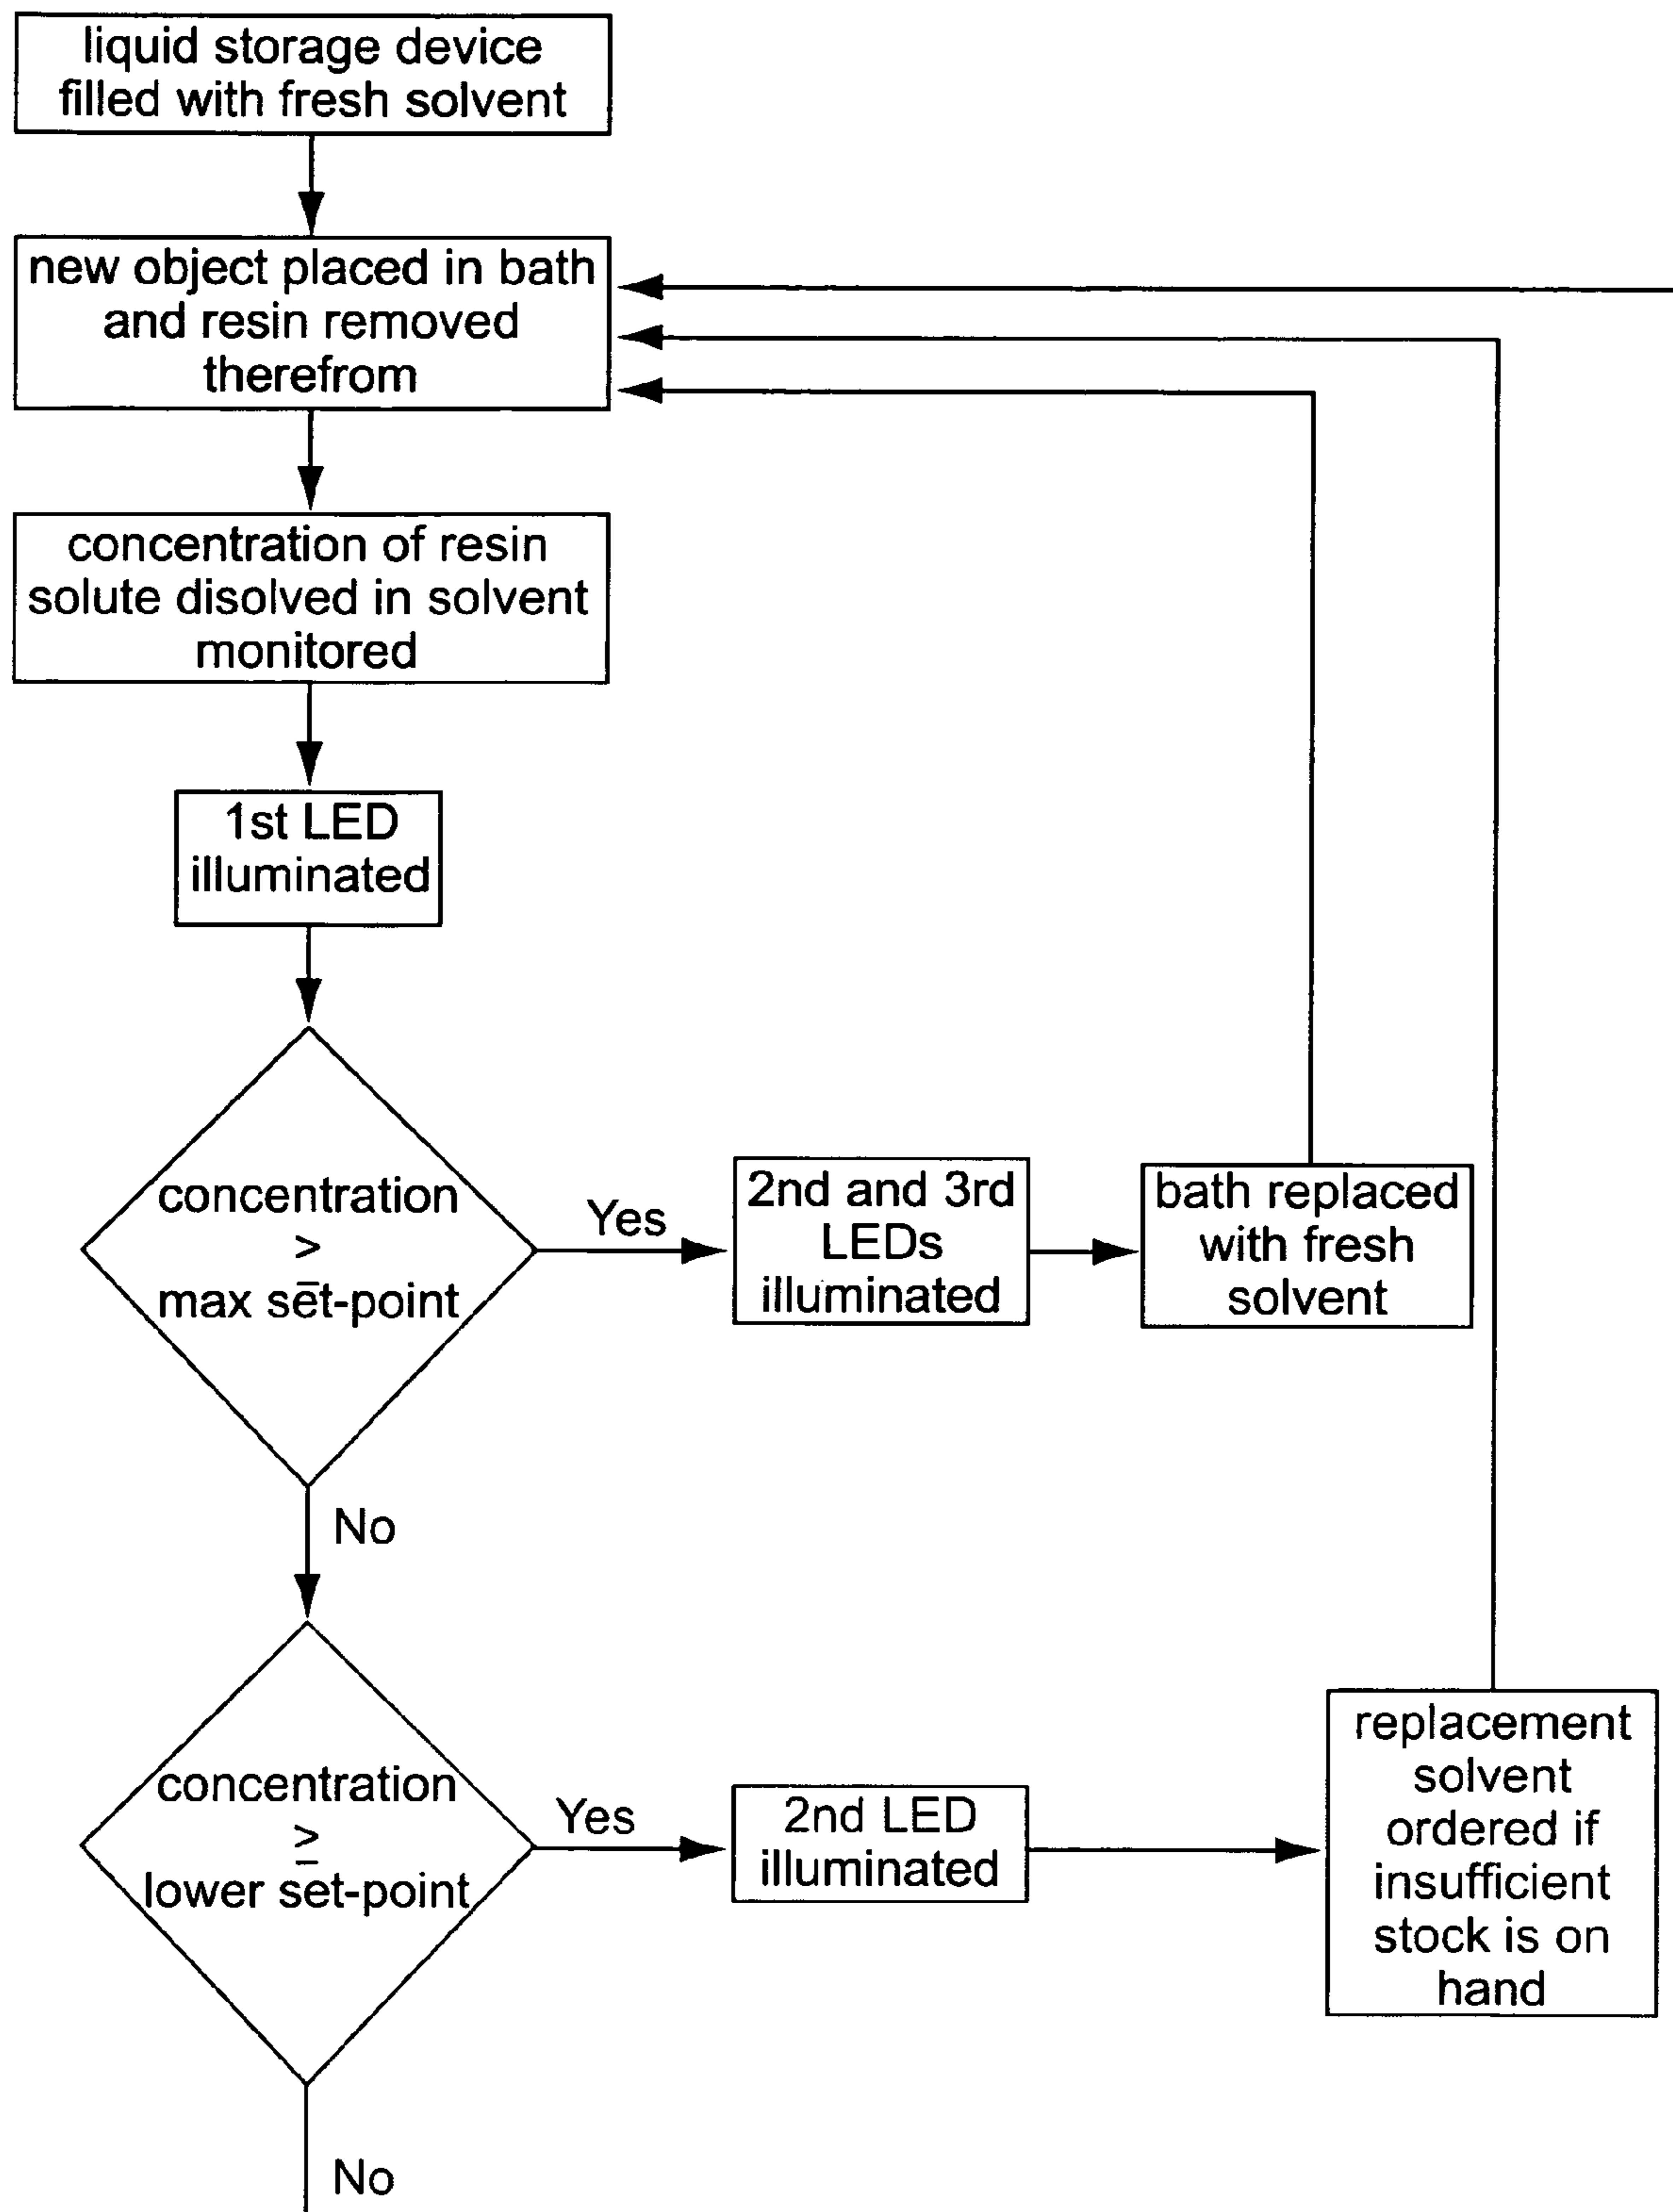 liquid storage device
filled with fresh solvent
new object placed in bath
and resin removed
therefrom
concentration of resin
solute disolved in solvent
monitored
1st LED
illuminated
concentration
≥
max set-point
Yes
2nd and 3rd
LEDs
illuminated
bath replaced
with fresh
solvent
No
concentration
≥
lower set-point
Yes
2nd LED
illuminated
replacement
solvent
ordered if
insufficient
stock is on
hand
No